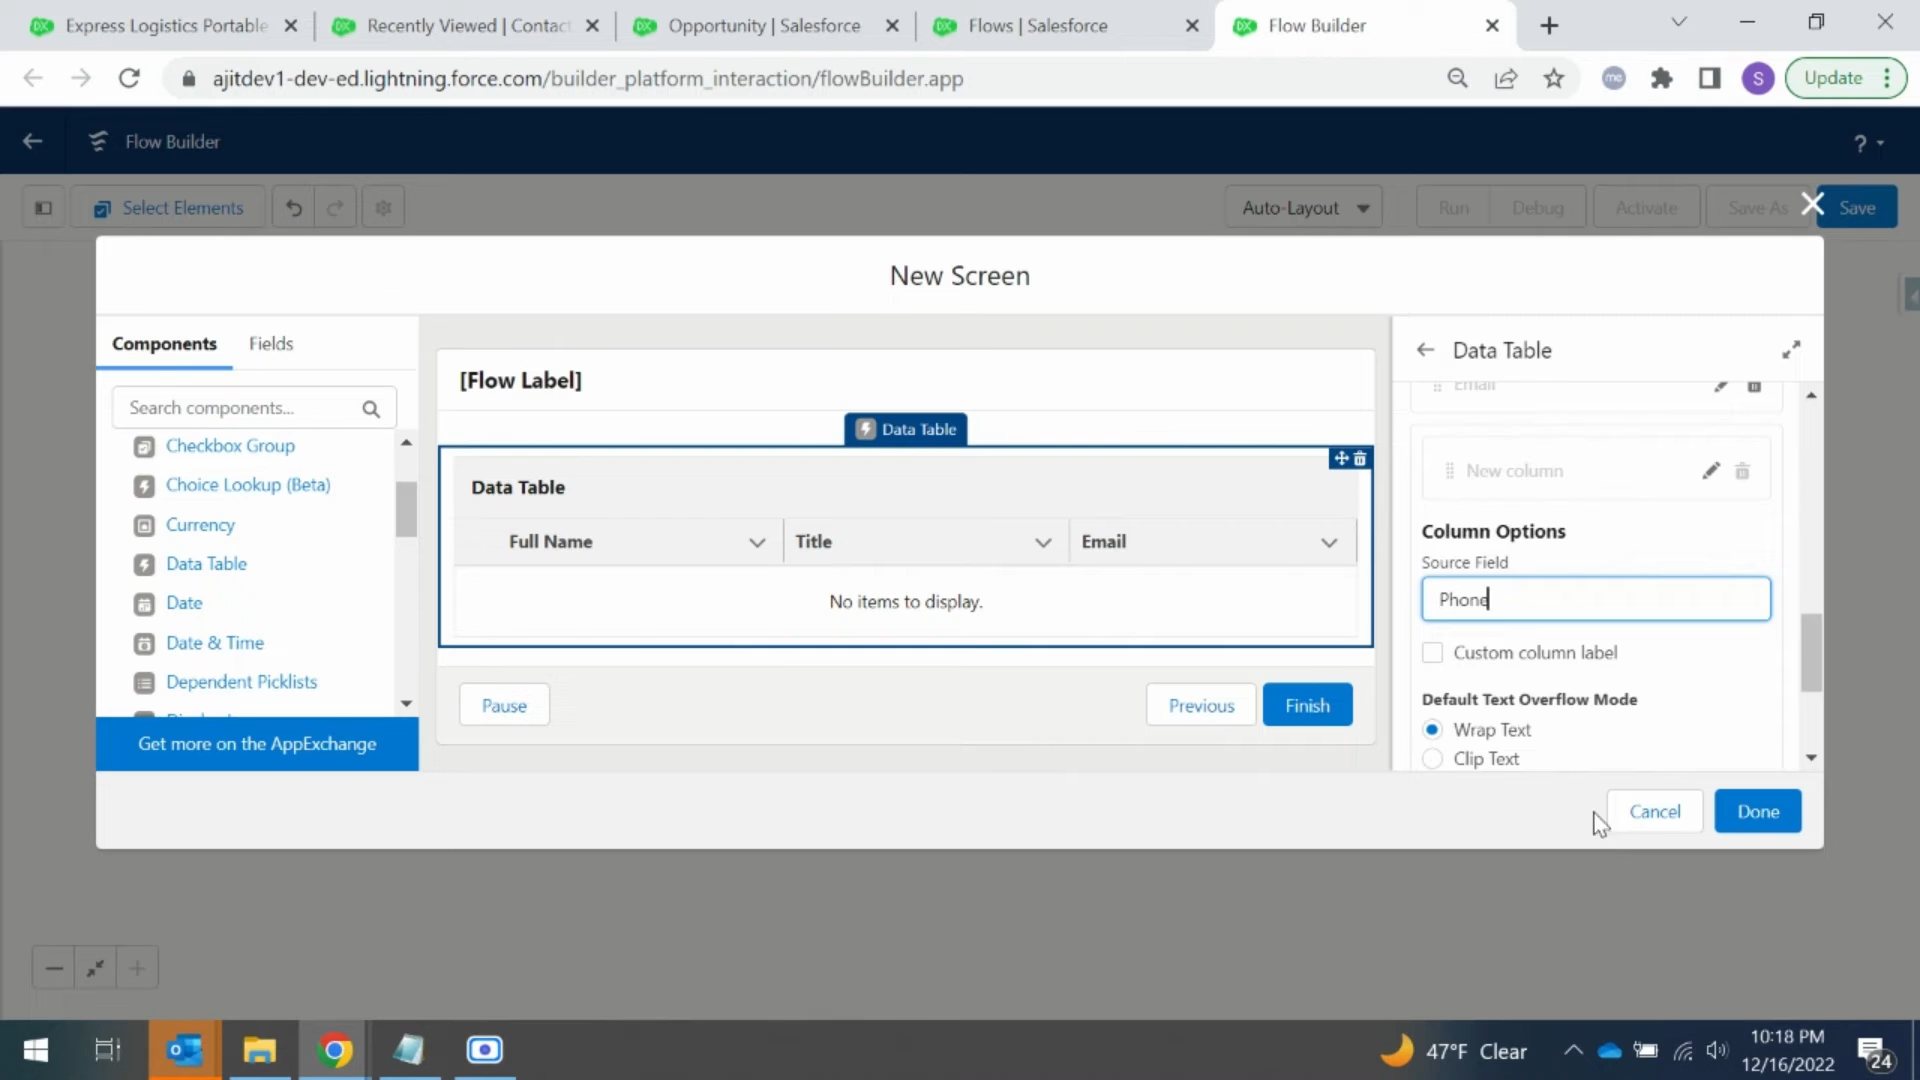 Express Logistics Portable
Recently Viewed | Contact
Opportunity | Salesforce
Flows | Salesforce
Flow Builder
ajitdev1-dev-ed.lightning.force.com/builder_platform_interaction/flowBuilder.app
S
Update
Flow Builder
?
Select Elements
Auto-Layout
Run
Debug
Activate
Save As
Save
New Screen
Components
Fields
Search components...
Checkbox Group
Choice Lookup (Beta)
Currency
Data Table
Date
Date & Time
Dependent Picklists
Get more on the AppExchange
[Flow Label]
Data Table
Data Table
Full Name
Title
Email
No items to display.
Pause
Previous
Finish
Data Table
Email
New column
Column Options
Source Field
Phone
Custom column label
Default Text Overflow Mode
Wrap Text
Clip Text
Cancel
Done
47°F Clear
10:18 PM
12/16/2022
24